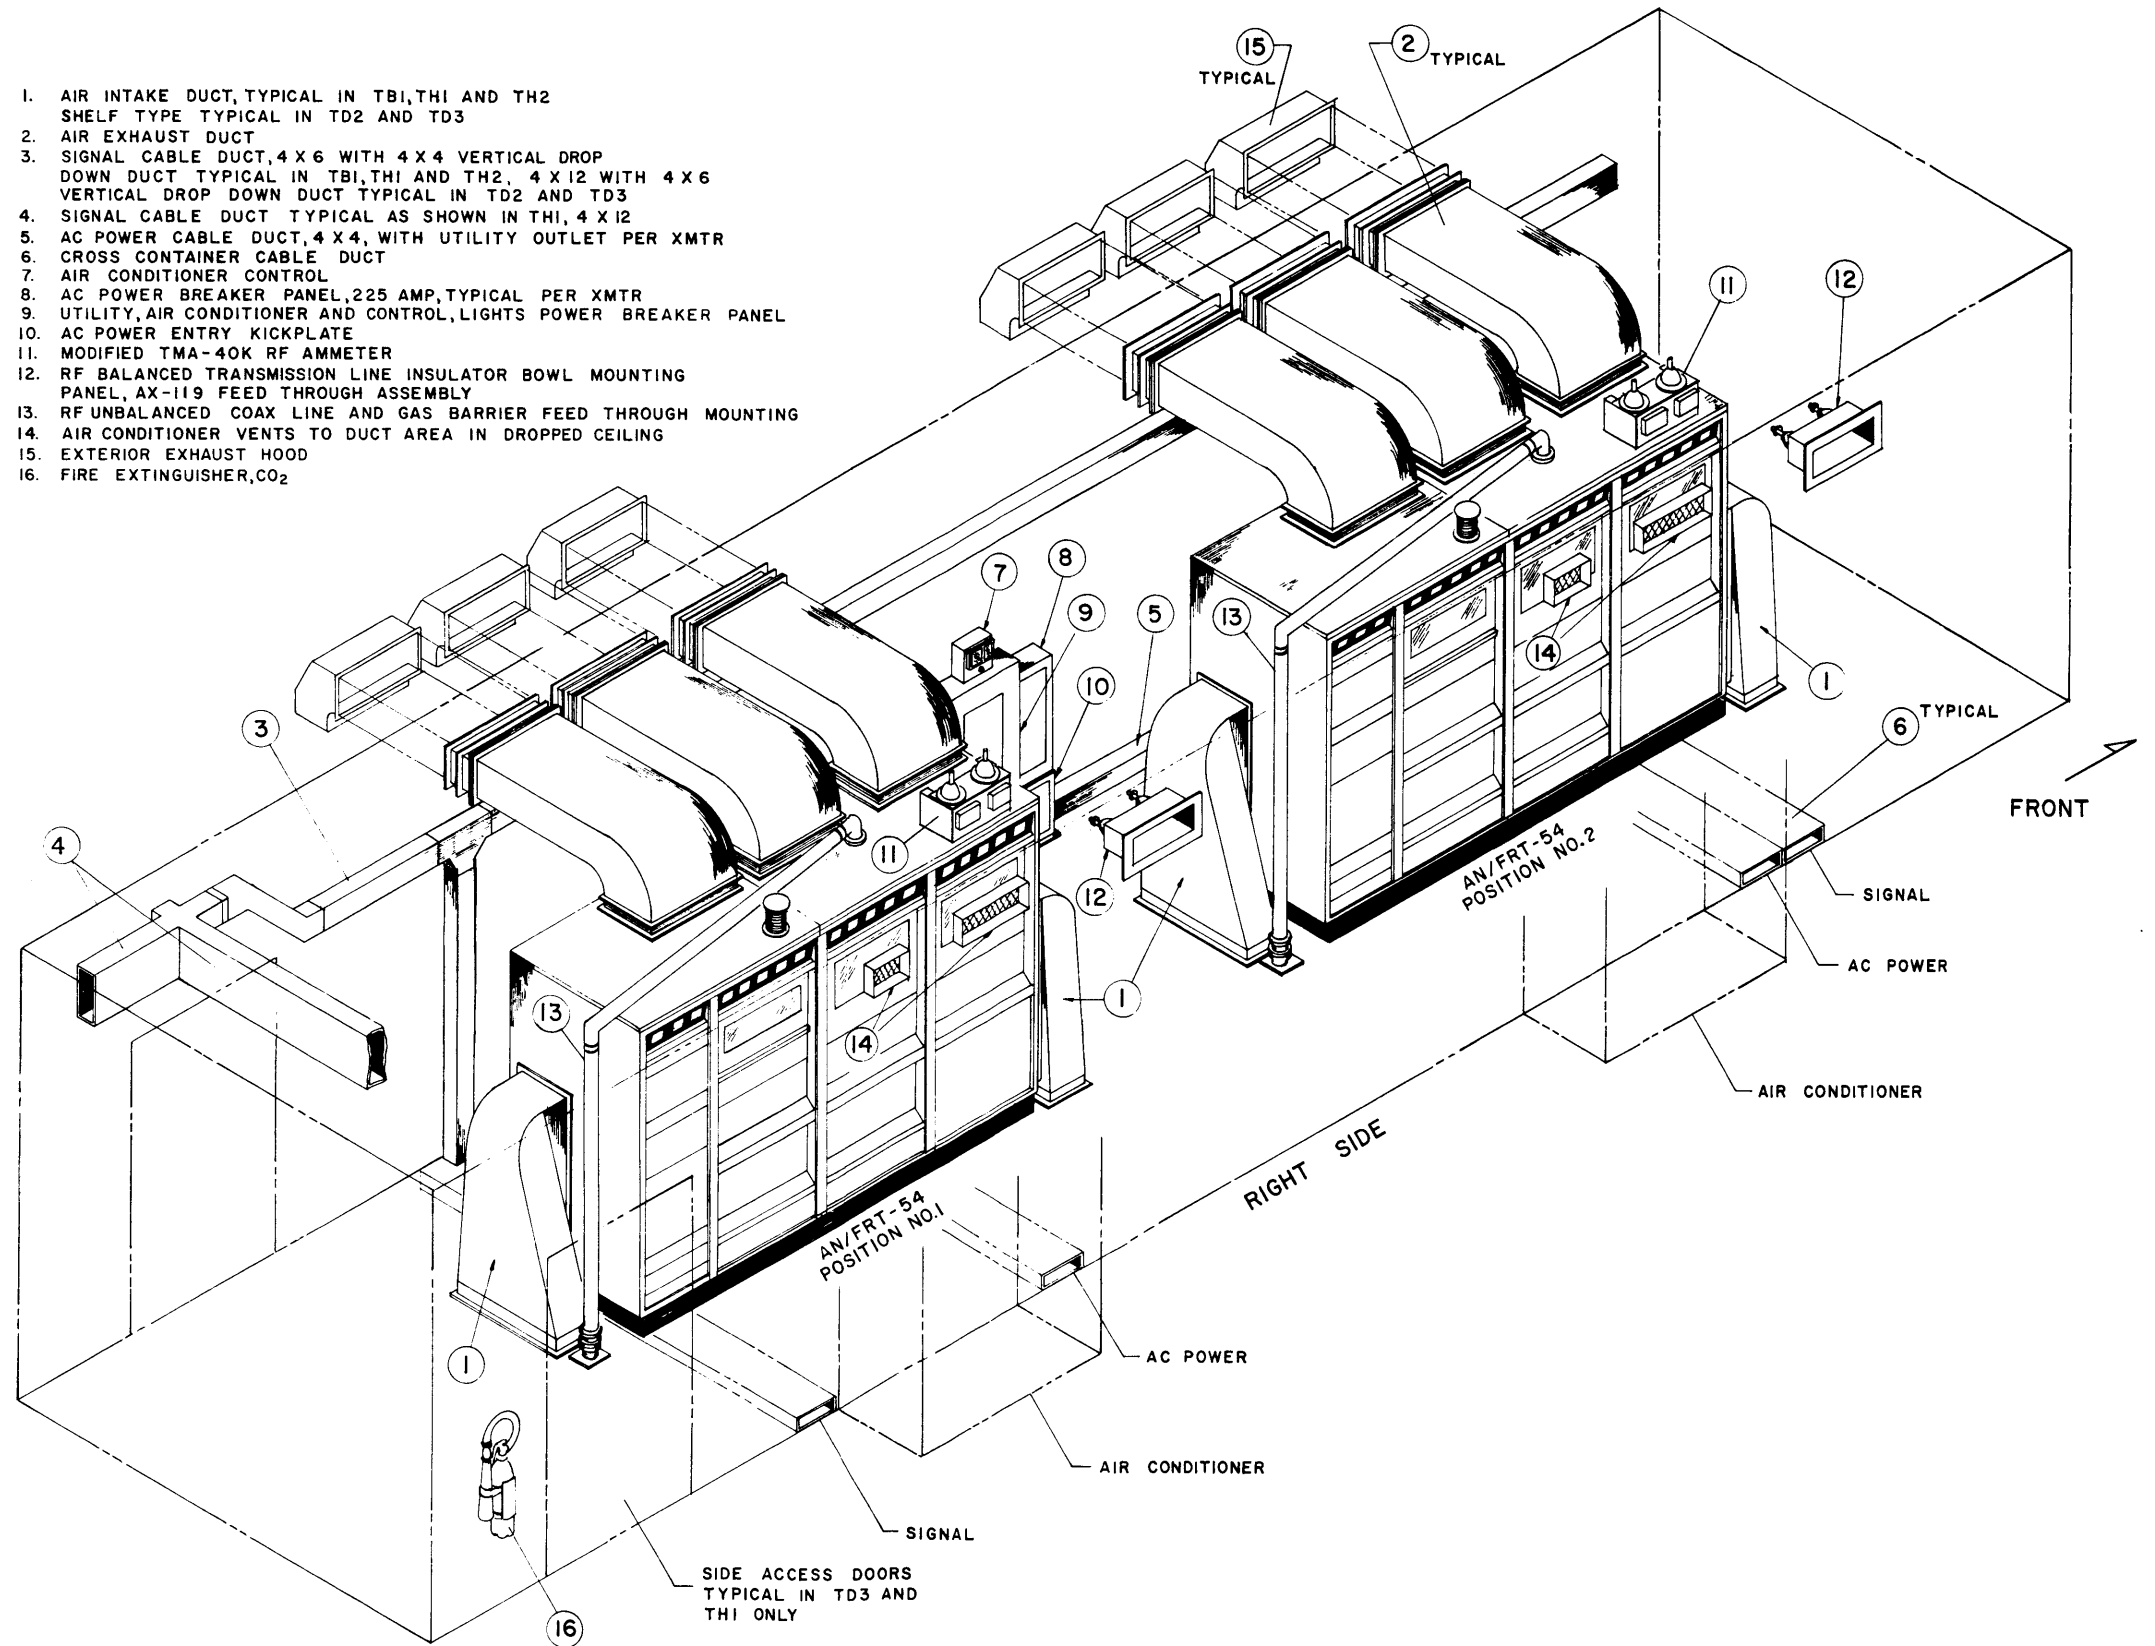 1. AIR INTAKE DUCT, TYPICAL IN TB1, TH1 AND TH2
SHELF TYPE TYPICAL IN TD2 AND TD3
2. AIR EXHAUST DUCT
3. SIGNAL CABLE DUCT, 4 X 6 WITH 4 X 4 VERTICAL DROP
DOWN DUCT TYPICAL IN TB1, TH1 AND TH2, 4 X 12 WITH 4 X 6
VERTICAL DROP DOWN DUCT TYPICAL IN TD2 AND TD3
4. SIGNAL CABLE DUCT TYPICAL AS SHOWN IN TH1, 4 X 12
5. AC POWER CABLE DUCT, 4 X 4, WITH UTILITY OUTLET PER XMTR
6. CROSS CONTAINER CABLE DUCT
7. AIR CONDITIONER CONTROL
8. AC POWER BREAKER PANEL, 225 AMP, TYPICAL PER XMTR
9. UTILITY, AIR CONDITIONER AND CONTROL, LIGHTS POWER BREAKER PANEL
10. AC POWER ENTRY KICKPLATE
11. MODIFIED TMA-40K RF AMMETER
12. RF BALANCED TRANSMISSION LINE INSULATOR BOWL MOUNTING
PANEL, AX-119 FEED THROUGH ASSEMBLY
13. RF UNBALANCED COAX LINE AND GAS BARRIER FEED THROUGH MOUNTING
14. AIR CONDITIONER VENTS TO DUCT AREA IN DROPPED CEILING
15. EXTERIOR EXHAUST HOOD
16. FIRE EXTINGUISHER, CO2
15
TYPICAL
2 TYPICAL
11
12
7
8
9
5
13
14
1
10
6 TYPICAL
3
FRONT
4
11
12
AN/FRT-54
POSITION NO.2
SIGNAL
AC POWER
1
1
13
14
AIR CONDITIONER
RIGHT SIDE
AN/FRT-54
POSITION NO.1
1
AC POWER
AIR CONDITIONER
SIGNAL
SIDE ACCESS DOORS
TYPICAL IN TD3 AND
TH1 ONLY
16